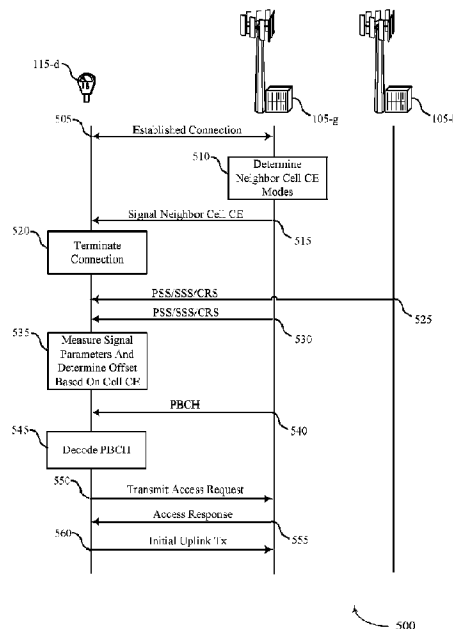 115-d
105-g
505
Established Connection
510
Determine
Neighbor Cell CE
Modes
Signal Neighbor Cell CE
515
520
Terminate
Connection
PSS/SSS/CRS
525
PSS/SSS/CRS
530
535
Measure Signal
Parameters And
Determine Offset
Based On Cell CE
PBCH
540
545
Decode PBCH
550
Transmit Access Request
Access Response
555
560
Initial Uplink Tx
500